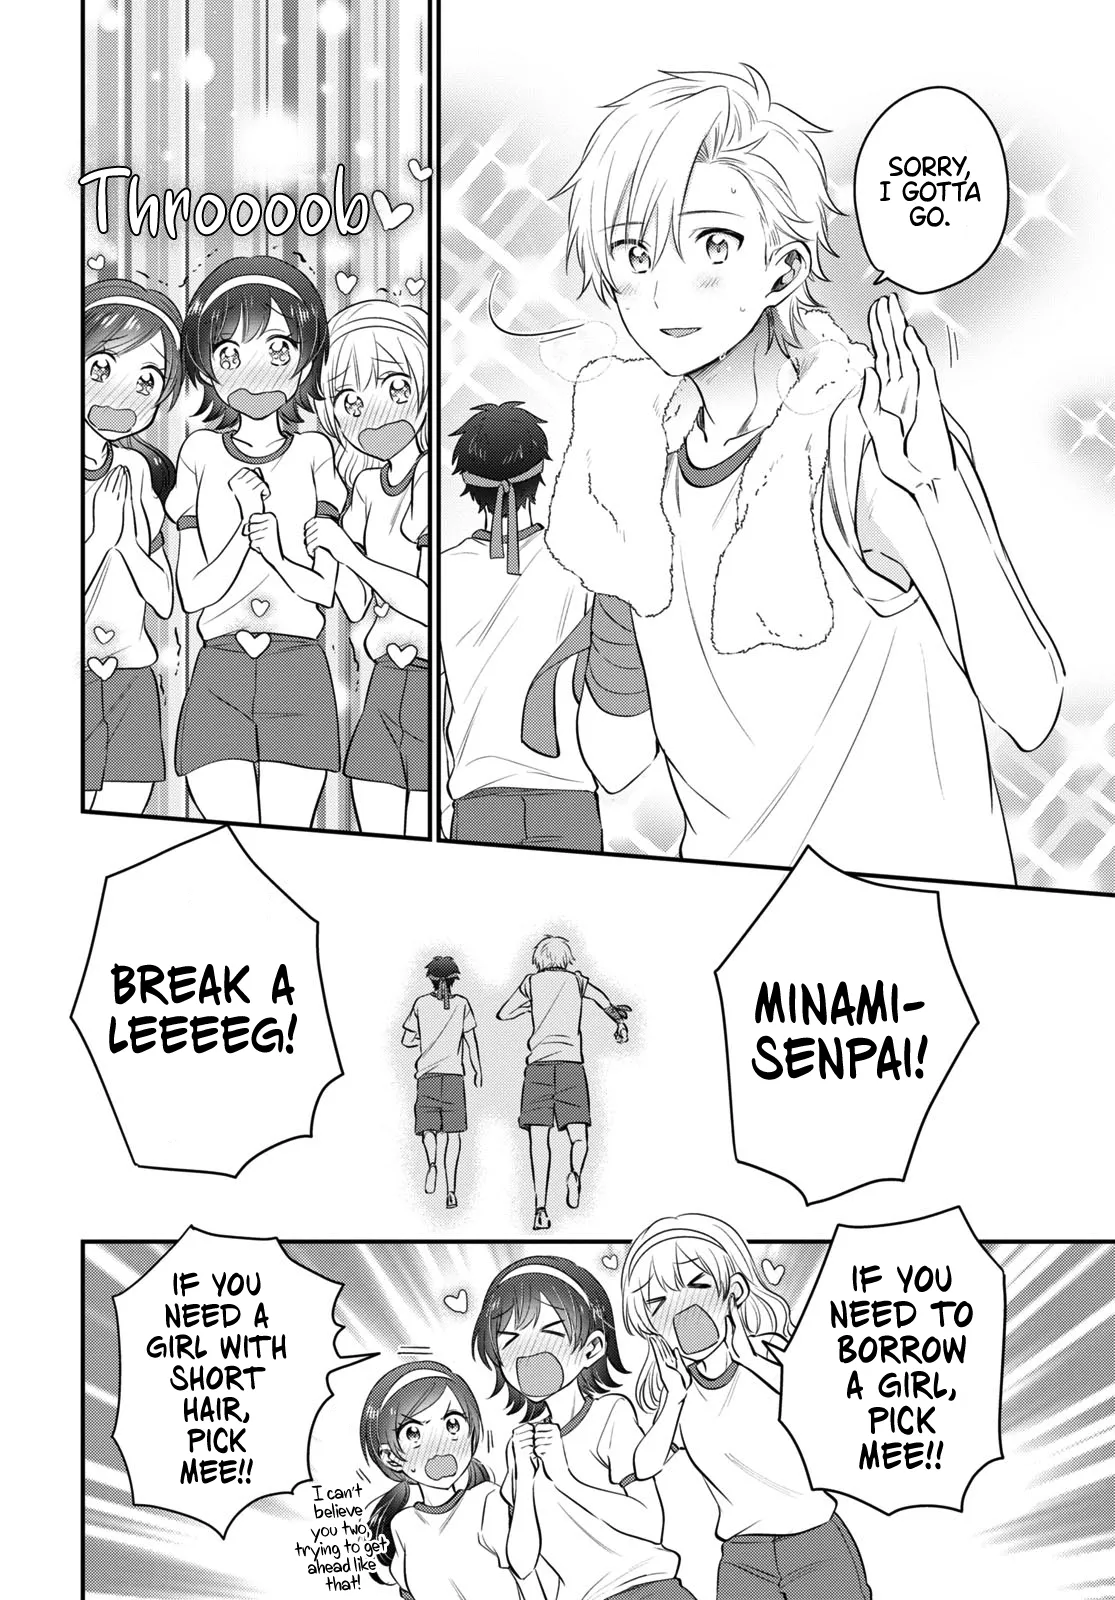 SORRY,
I GOTTA
GO.
Throoooob
MINAMI-
SENPAI!
BREAK A
LEEEEG!
IF YOU
NEED TO
BORROW
A GIRL,
PICK
MEE!!
IF YOU
NEED A
GIRL WITH
SHORT
HAIR,
PICK
MEE!!
I can't
believe
you two,
trying to get
ahead like
that!